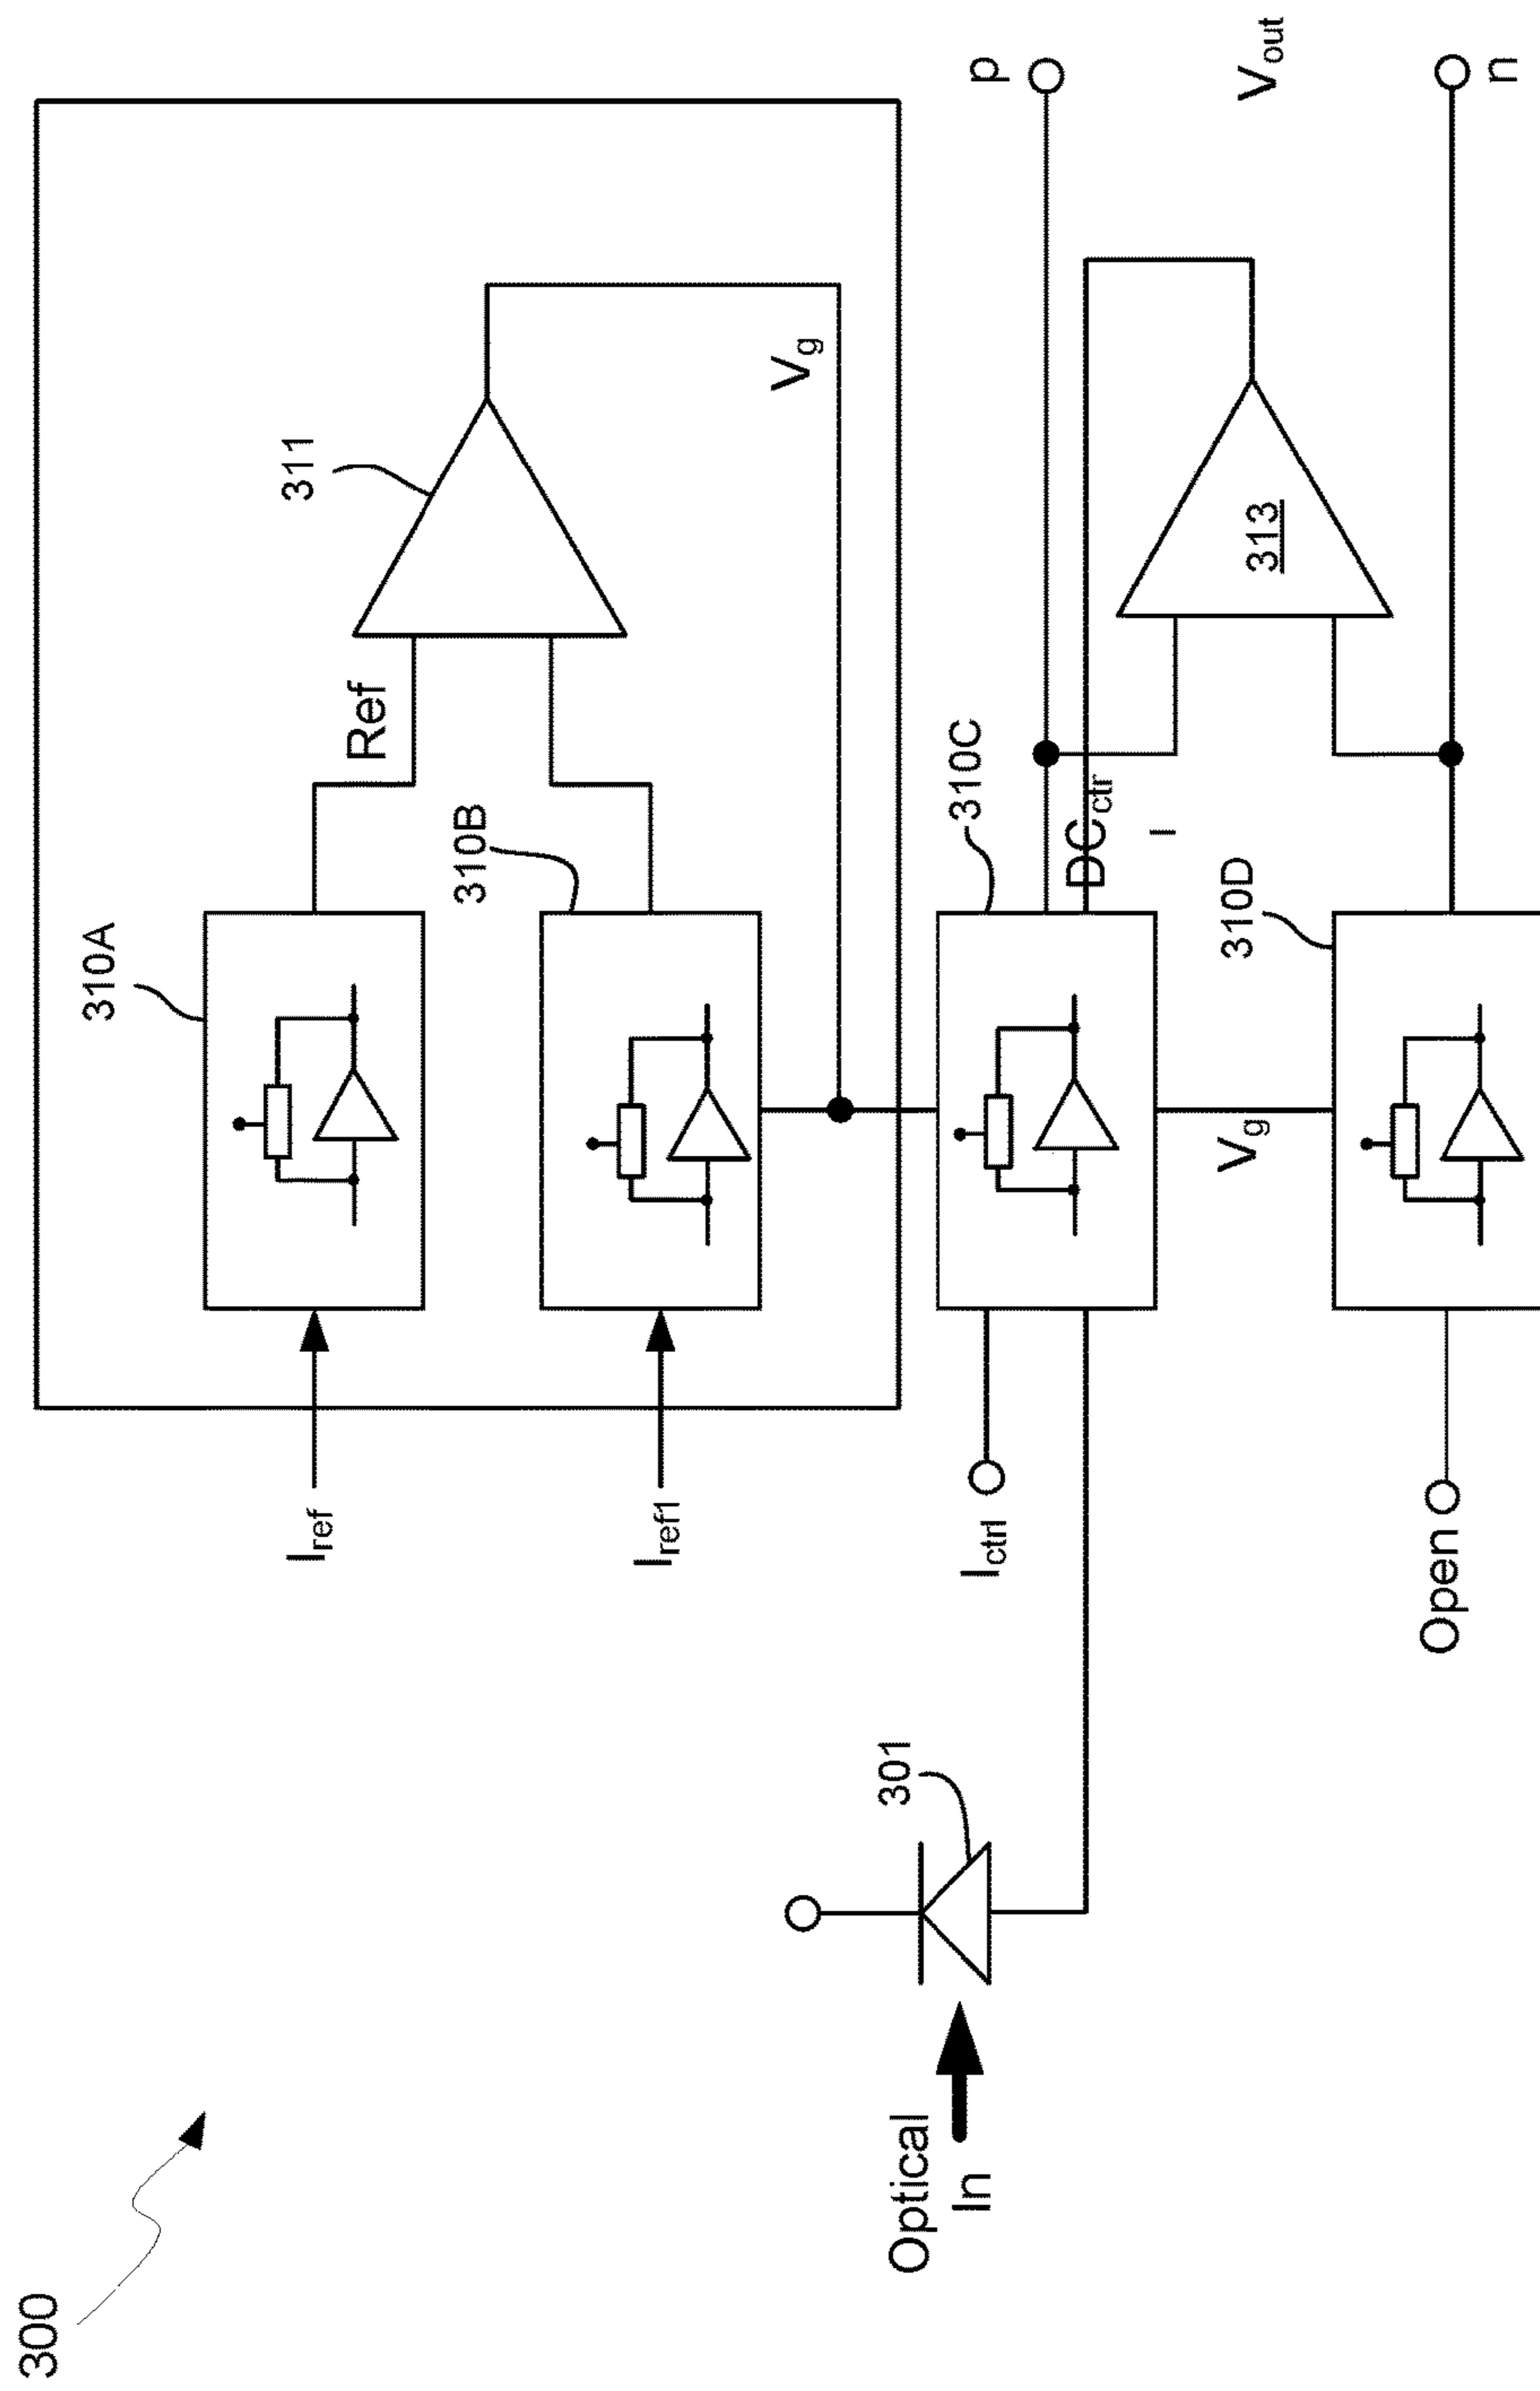 300
Optical
In
301
I_ref
I_ref1
I_ctrl
Open
310A
310B
310C
310D
Ref
311
V_g
V_g
DC_ctr
l
313
p
V_out
n